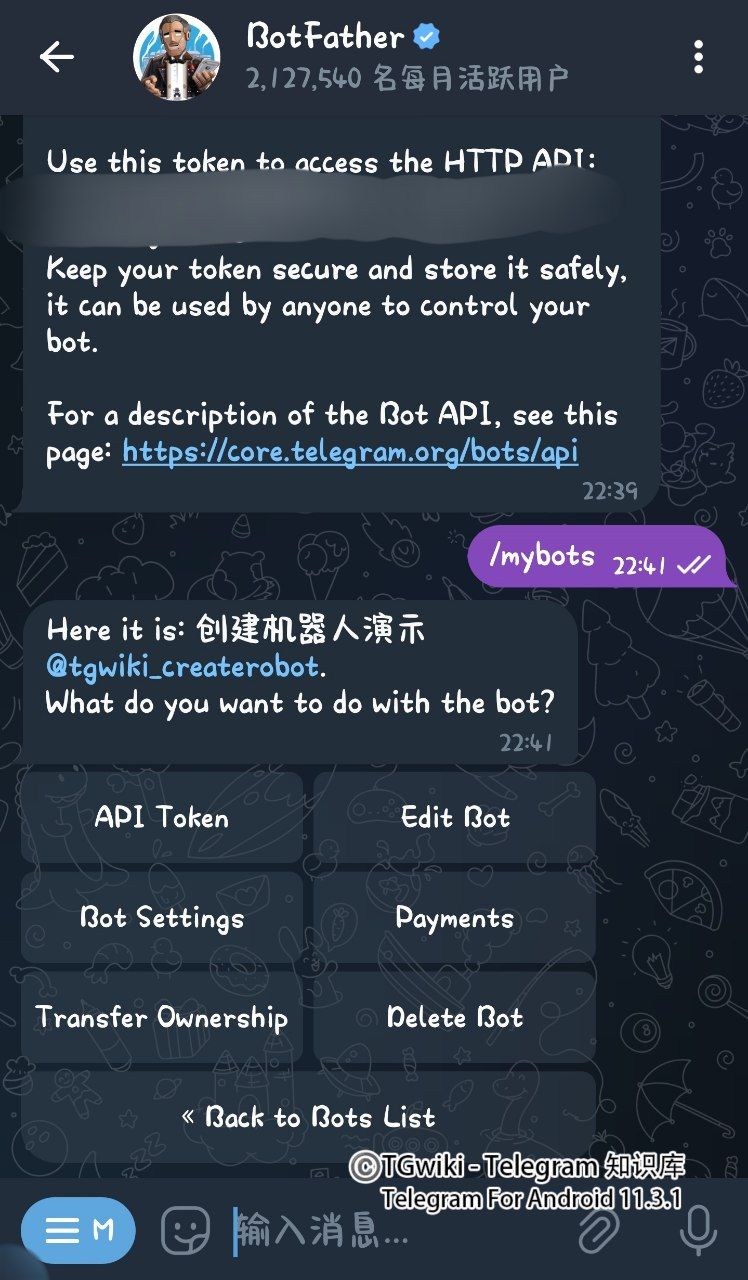 BotFather
2,127,540 名每月活跃用户
Use this token to access the HTTP API:
Keep your token secure and store it safely,
it can be used by anyone to control your
bot.
For a description of the Bot API, see this
page: https://core.telegram.org/bots/api
22:39
/mybots 22:41
Here it is: 创建机器人演示
@tgwiki_createrobot.
What do you want to do with the bot?
22:41
API Token
Edit Bot
Bot Settings
Payments
Transfer Ownership
Delete Bot
« Back to Bots List
©TGwiki - Telegram 知识库
Telegram For Android 11.3.1
M
输入消息...